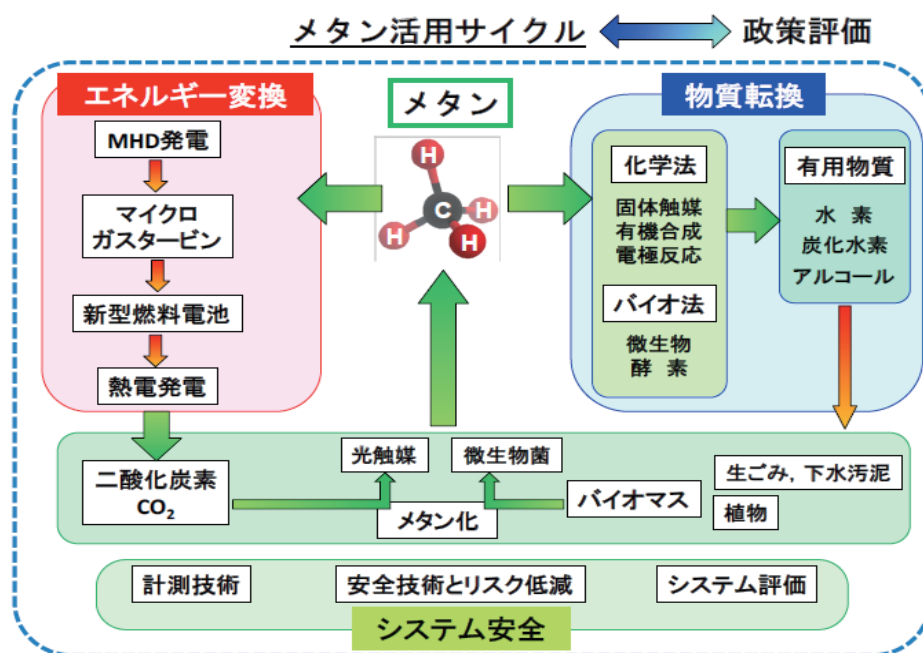 メタン活用サイクル
政策評価
エネルギー変換
MHD発電
マイクロ
ガスタービン
新型燃料電池
熱電発電
メタン
H
C
H
H
H
物質転換
化学法
固体触媒
有機合成
電極反応
バイオ法
微生物
酵 素
有用物質
水 素
炭化水素
アルコール
二酸化炭素
CO₂
光触媒
微生物菌
メタン化
バイオマス
生ごみ，下水汚泥
植物
計測技術
安全技術とリスク低減
システム評価
システム安全